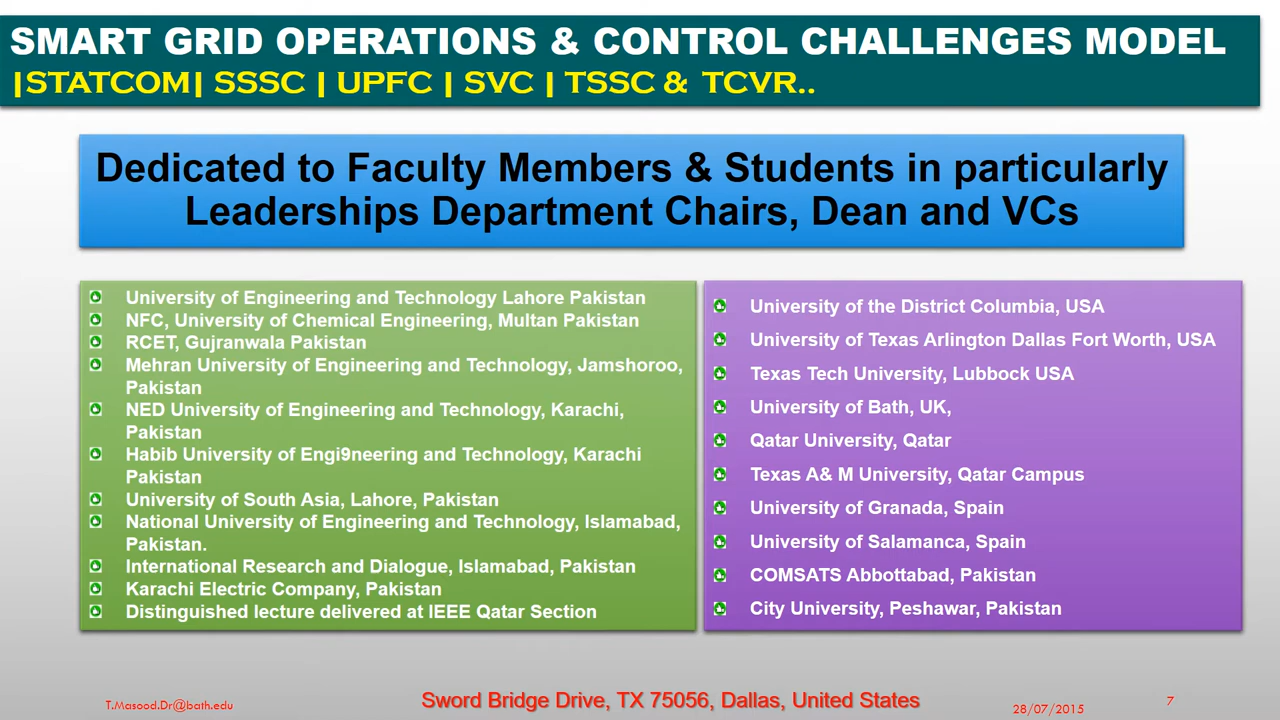 SMART GRID OPERATIONS & CONTROL CHALLENGES MODEL
|STATCOM| SSSC | UPFC | SVC | TSSC & TCVR..
Dedicated to Faculty Members & Students in particularly
Leaderships Department Chairs, Dean and VCs
University of Engineering and Technology Lahore Pakistan
NFC, University of Chemical Engineering, Multan Pakistan
RCET, Gujranwala Pakistan
Mehran University of Engineering and Technology, Jamshoroo,
Pakistan
NED University of Engineering and Technology, Karachi,
Pakistan
Habib University of Engi9neering and Technology, Karachi
Pakistan
University of South Asia, Lahore, Pakistan
National University of Engineering and Technology, Islamabad,
Pakistan.
International Research and Dialogue, Islamabad, Pakistan
Karachi Electric Company, Pakistan
Distinguished lecture delivered at IEEE Qatar Section
University of the District Columbia, USA
University of Texas Arlington Dallas Fort Worth, USA
Texas Tech University, Lubbock USA
University of Bath, UK,
Qatar University, Qatar
Texas A& M University, Qatar Campus
University of Granada, Spain
University of Salamanca, Spain
COMSATS Abbottabad, Pakistan
City University, Peshawar, Pakistan
T.Masood.Dr@bath.edu
Sword Bridge Drive, TX 75056, Dallas, United States
28/07/2015
7